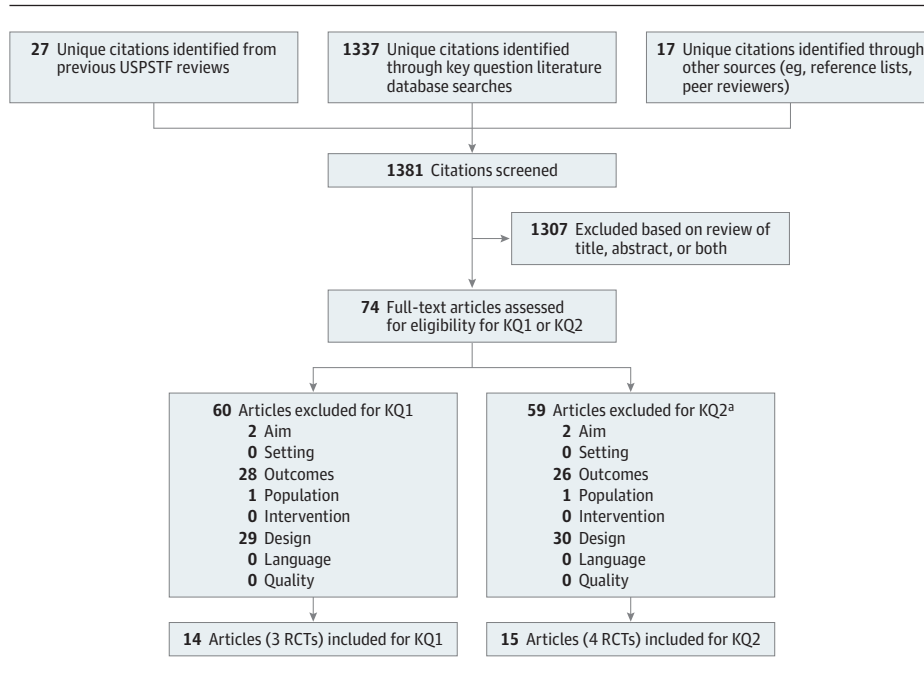 27 Unique citations identified from
previous USPSTF reviews
1337 Unique citations identified
through key question literature
database searches
17 Unique citations identified through
other sources (eg, reference lists,
peer reviewers)
1381 Citations screened
1307 Excluded based on review of
title, abstract, or both
74 Full-text articles assessed
for eligibility for KQ1 or KQ2
60 Articles excluded for KQ1
2 Aim
0 Setting
28 Outcomes
1 Population
0 Intervention
29 Design
0 Language
0 Quality
59 Articles excluded for KQ2a
2 Aim
0 Setting
26 Outcomes
1 Population
0 Intervention
30 Design
0 Language
0 Quality
14 Articles (3 RCTs) included for KQ1
15 Articles (4 RCTs) included for KQ2